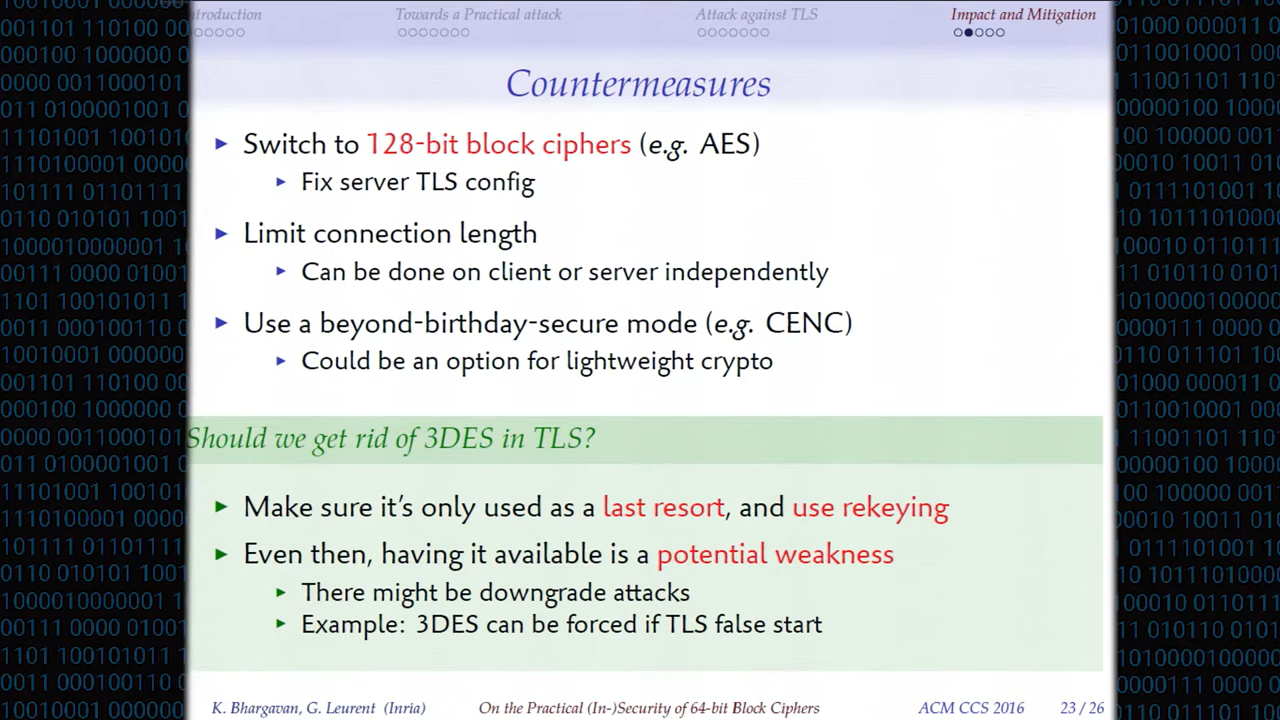 ntroduction Towards a Practical attack Attack against TLS Impact and Mitigation
Countermeasures
Switch to 128-bit block ciphers (e.g. AES)
Fix server TLS config
Limit connection length
Can be done on client or server independently
Use a beyond-birthday-secure mode (e.g. CENC)
Could be an option for lightweight crypto
Should we get rid of 3DES in TLS?
Make sure it's only used as a last resort, and use rekeying
Even then, having it available is a potential weakness
There might be downgrade attacks
Example: 3DES can be forced if TLS false start
K. Bhargavan, G. Leurent (Inria) On the Practical (In-)Security of 64-bit Block Ciphers ACM CCS 2016 23 / 26